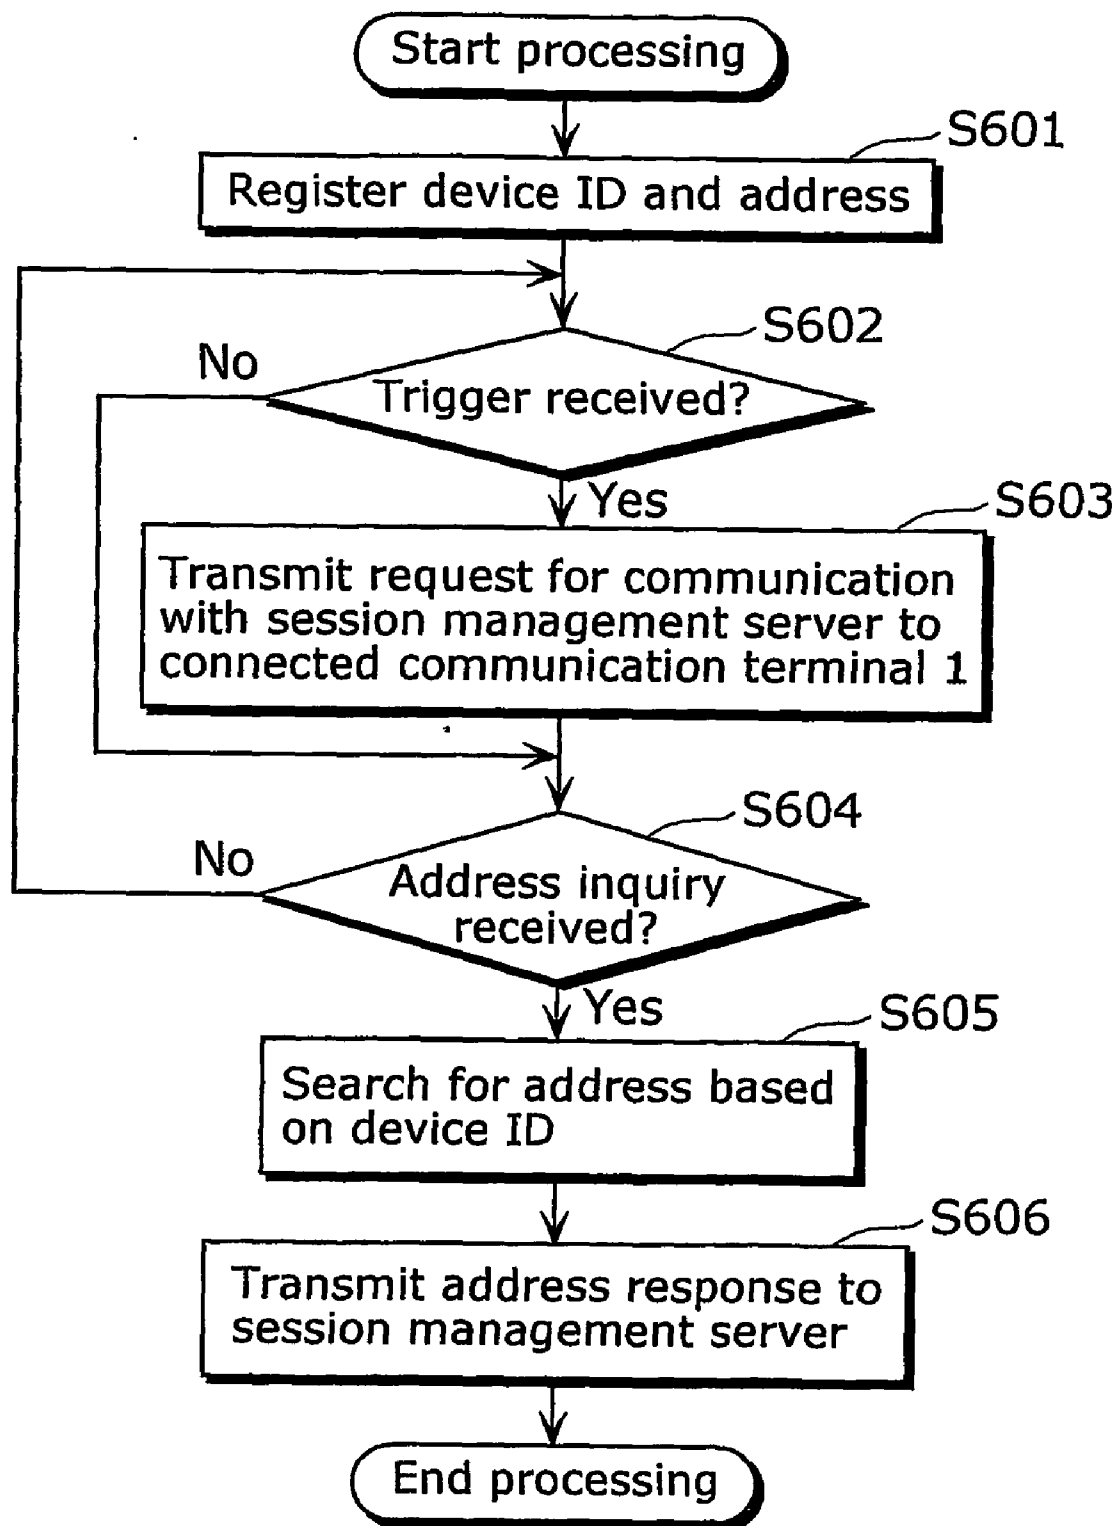 Start processing
S601
Register device ID and address
S602
No
Trigger received?
Yes
S603
Transmit request for communication
with session management server to
connected communication terminal 1
S604
No
Address inquiry
received?
Yes
S605
Search for address based
on device ID
S606
Transmit address response to
session management server
End processing